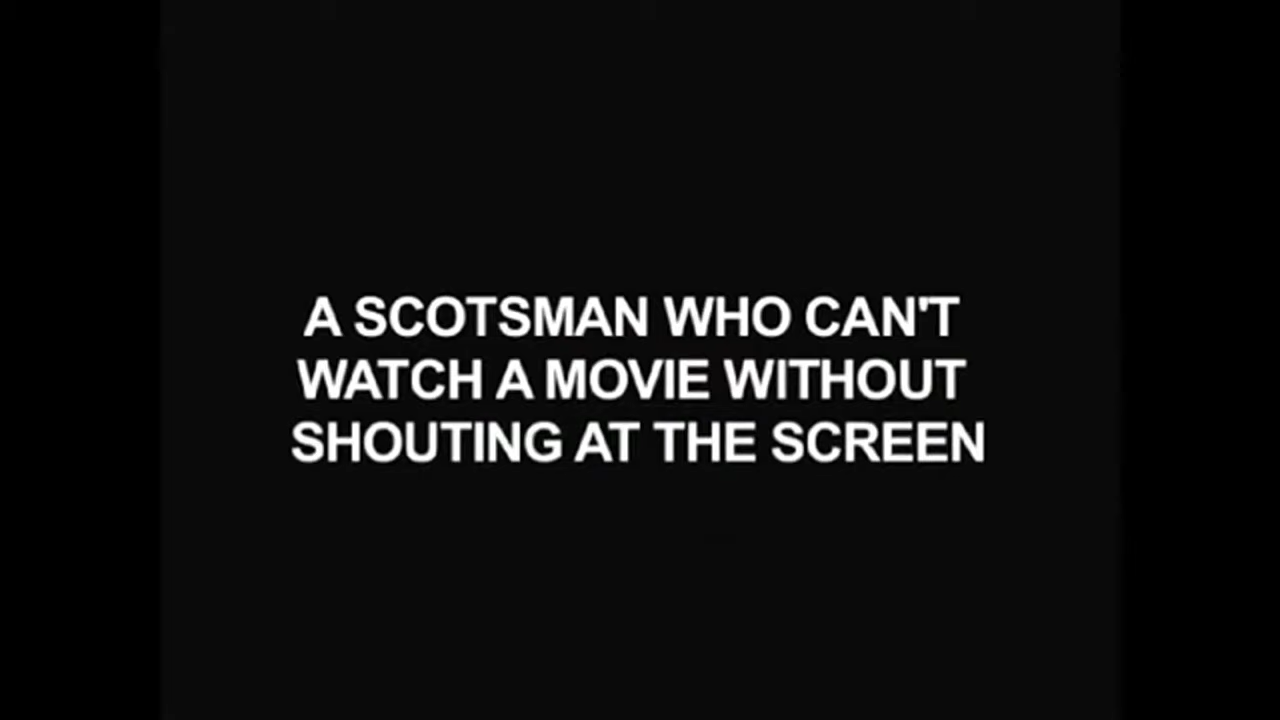 A SCOTSMAN WHO CAN'T
WATCH A MOVIE WITHOUT
SHOUTING AT THE SCREEN